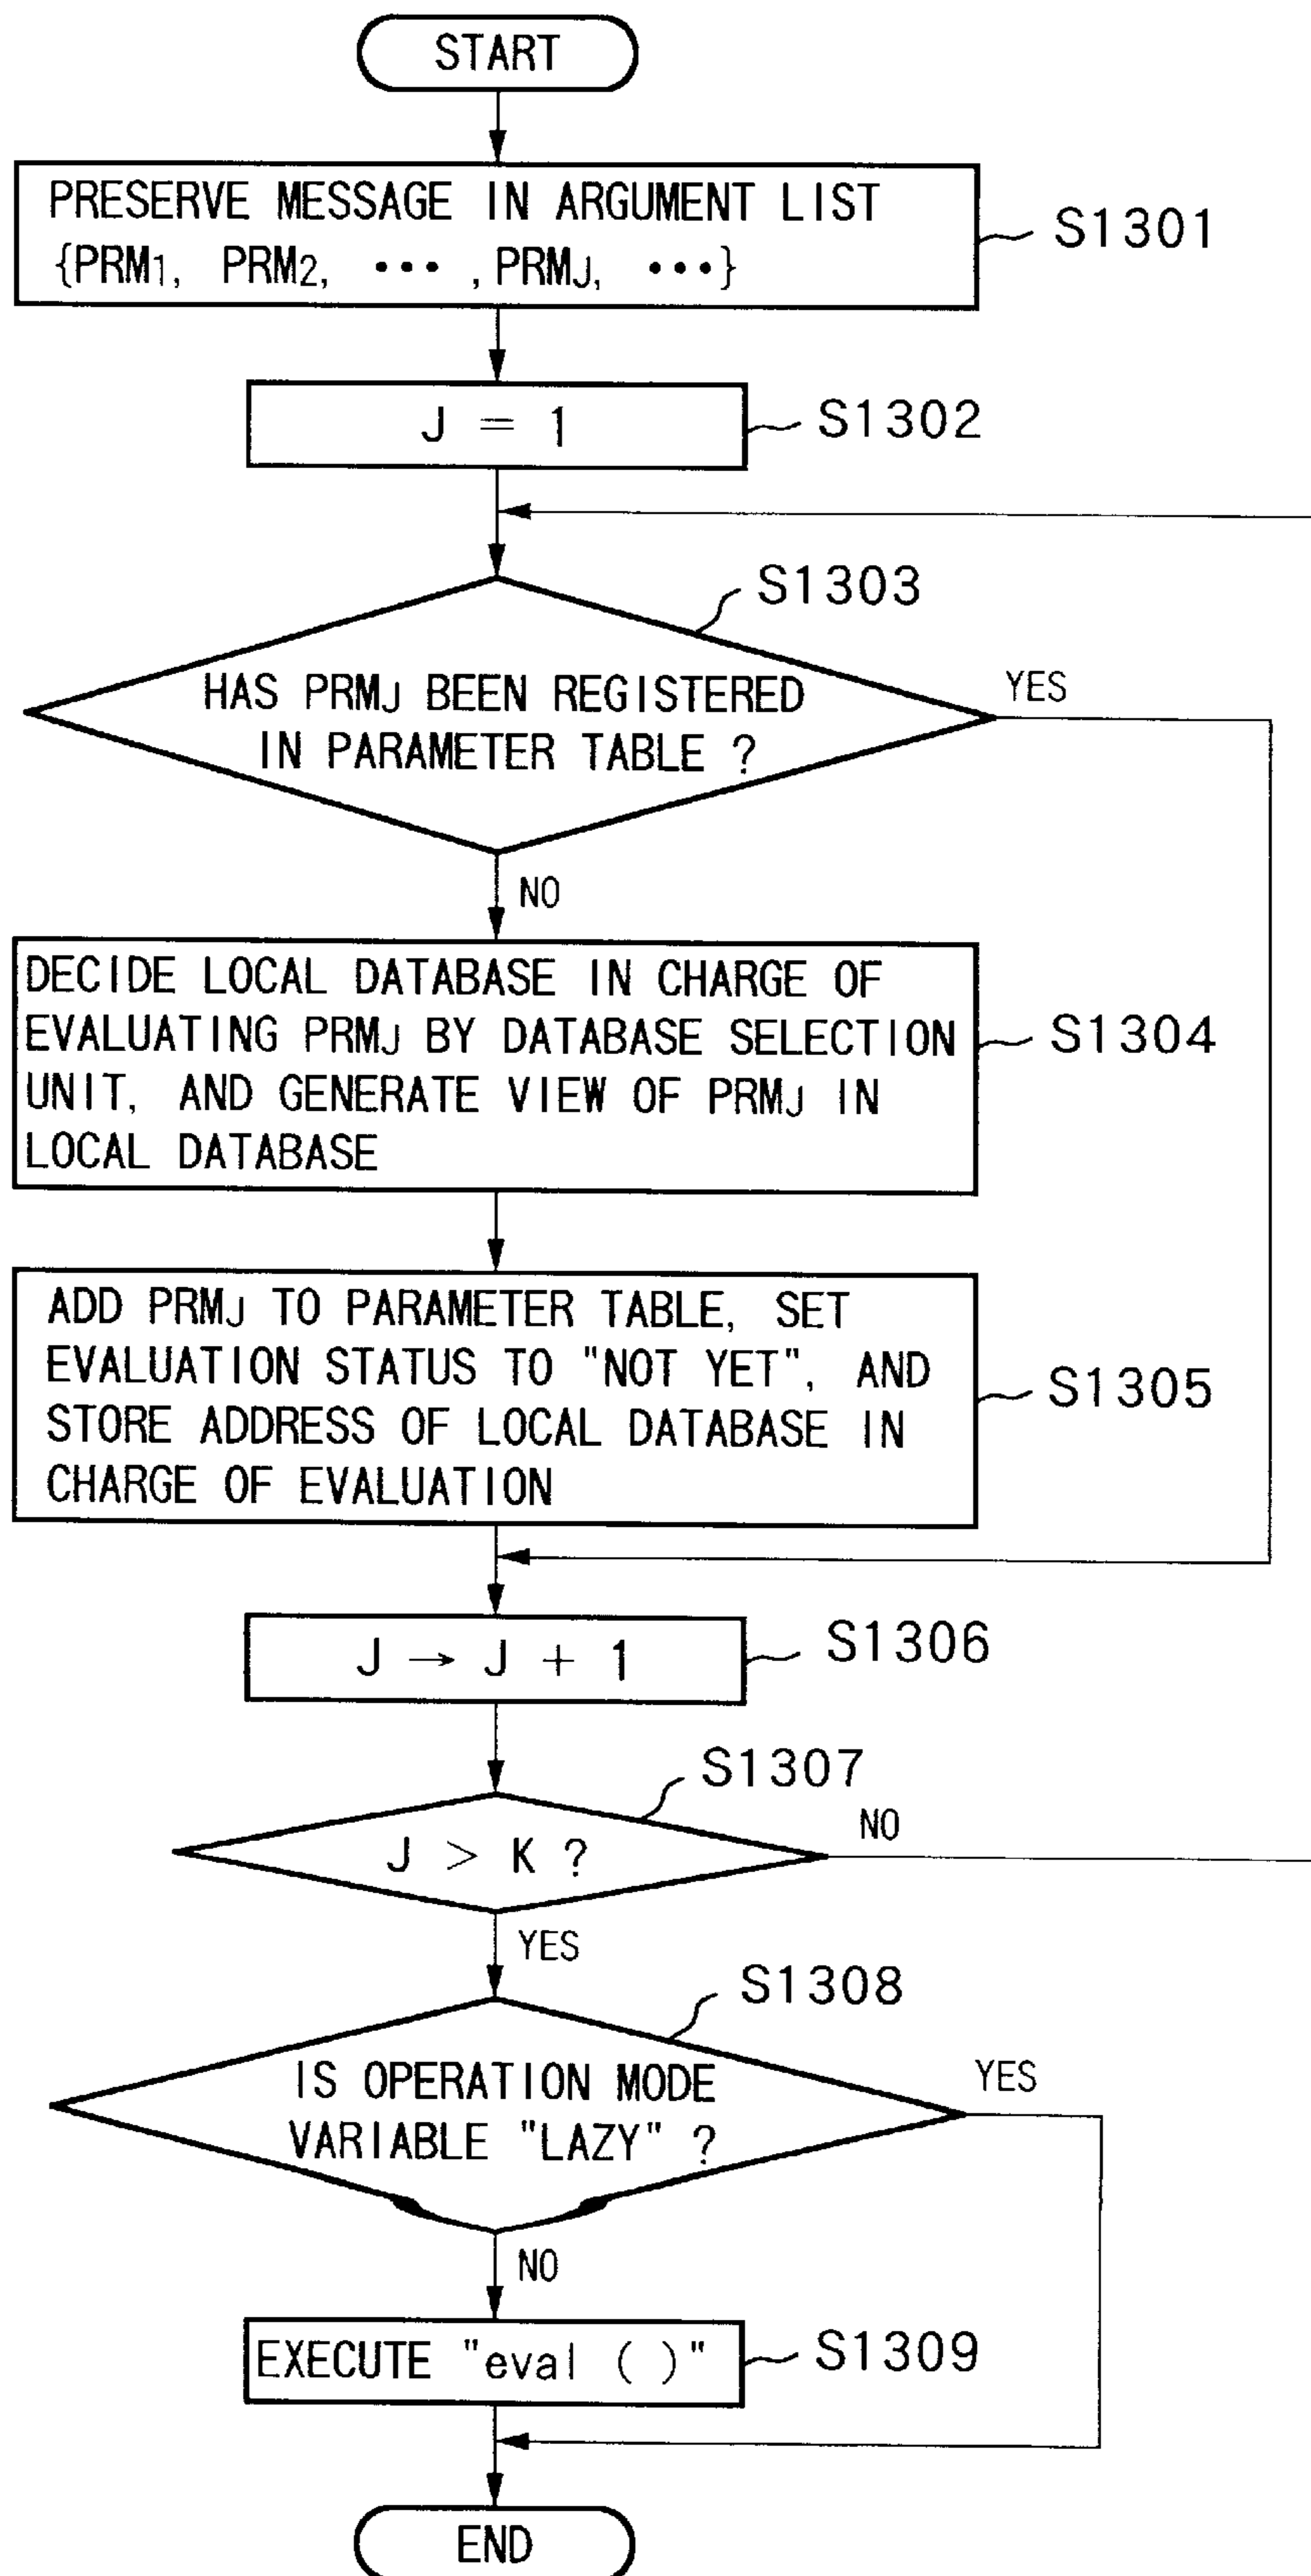 START
PRESERVE MESSAGE IN ARGUMENT LIST
{PRM1, PRM2, ••• , PRMJ, •••}
S1301
J = 1
S1302
S1303
HAS PRMJ BEEN REGISTERED
IN PARAMETER TABLE ?
YES
NO
DECIDE LOCAL DATABASE IN CHARGE OF
EVALUATING PRMJ BY DATABASE SELECTION
UNIT, AND GENERATE VIEW OF PRMJ IN
LOCAL DATABASE
S1304
ADD PRMJ TO PARAMETER TABLE, SET
EVALUATION STATUS TO "NOT YET", AND
STORE ADDRESS OF LOCAL DATABASE IN
CHARGE OF EVALUATION
S1305
J → J + 1
S1306
S1307
J > K ?
NO
YES
S1308
IS OPERATION MODE
VARIABLE "LAZY" ?
YES
NO
EXECUTE "eval ( )"
S1309
END